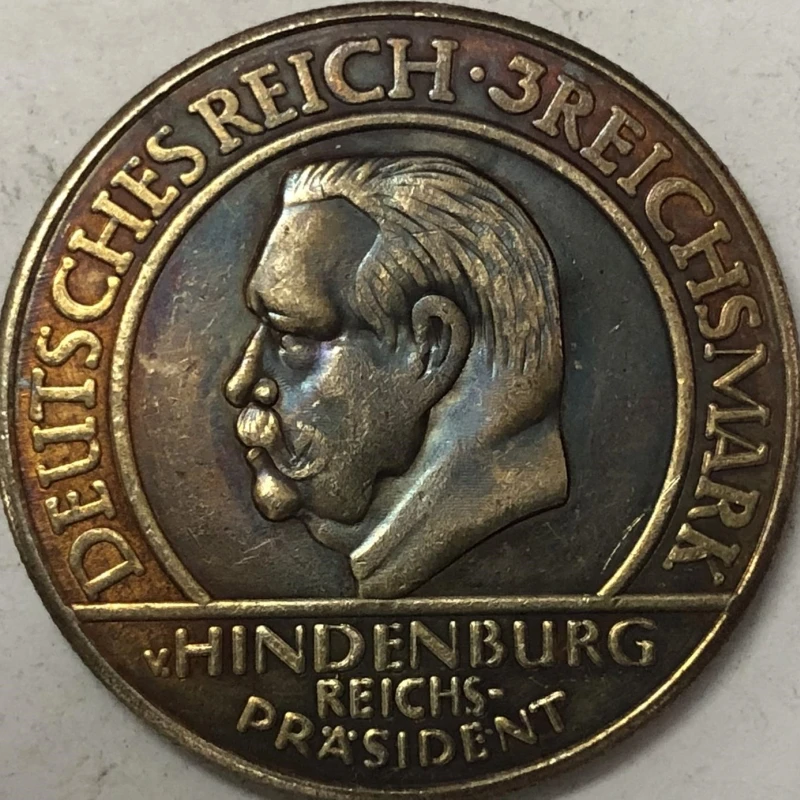 DEUTSCHES REICH · 3 REICHSMARK
v. HINDENBURG
REICHS-
PRÄSIDENT